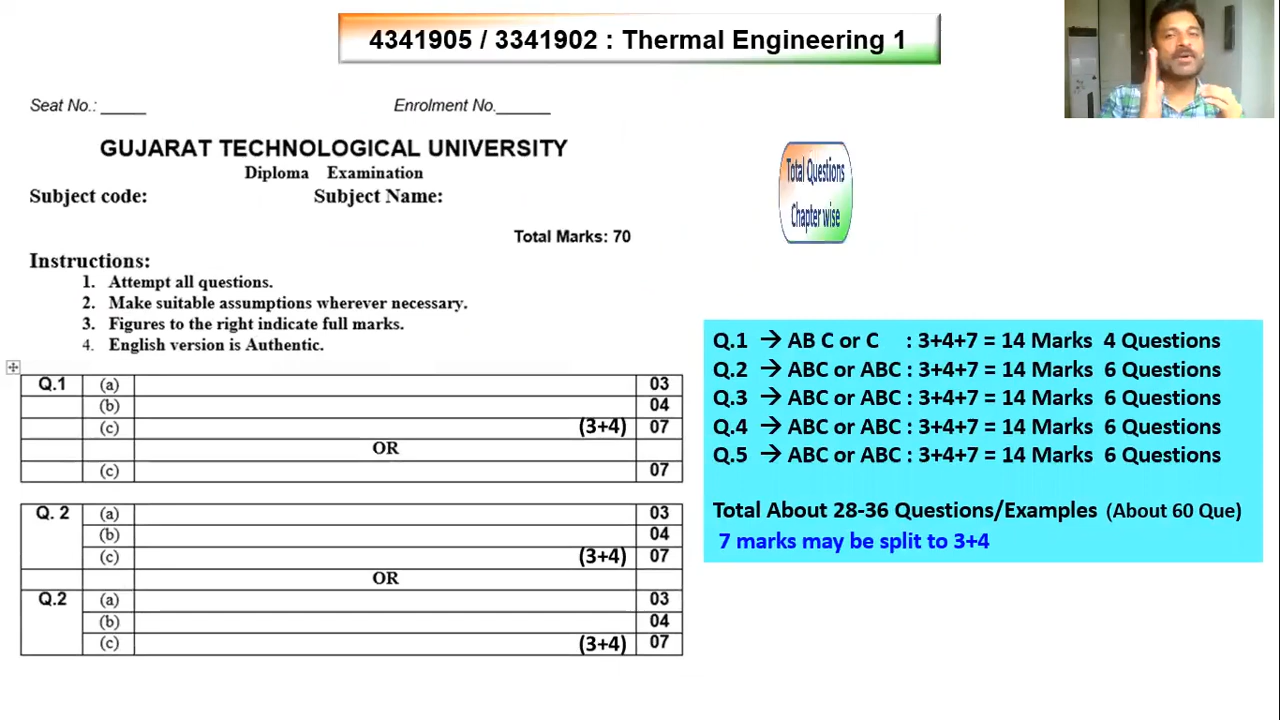 4341905 / 3341902 : Thermal Engineering 1
Seat No.: _____ Enrolment No.______
GUJARAT TECHNOLOGICAL UNIVERSITY
Diploma Examination
Subject code: Subject Name:
Total Marks: 70
Instructions:
1. Attempt all questions.
2. Make suitable assumptions wherever necessary.
3. Figures to the right indicate full marks.
4. English version is Authentic.
Q.1 (a) 03
(b) 04
(c) (3+4) 07
OR
(c) 07
Q. 2 (a) 03
(b) 04
(c) (3+4) 07
OR
Q.2 (a) 03
(b) 04
(c) (3+4) 07
Total Questions
Chapter wise
Q.1 → AB C or C : 3+4+7 = 14 Marks 4 Questions
Q.2 → ABC or ABC : 3+4+7 = 14 Marks 6 Questions
Q.3 → ABC or ABC : 3+4+7 = 14 Marks 6 Questions
Q.4 → ABC or ABC : 3+4+7 = 14 Marks 6 Questions
Q.5 → ABC or ABC : 3+4+7 = 14 Marks 6 Questions
Total About 28-36 Questions/Examples (About 60 Que)
7 marks may be split to 3+4